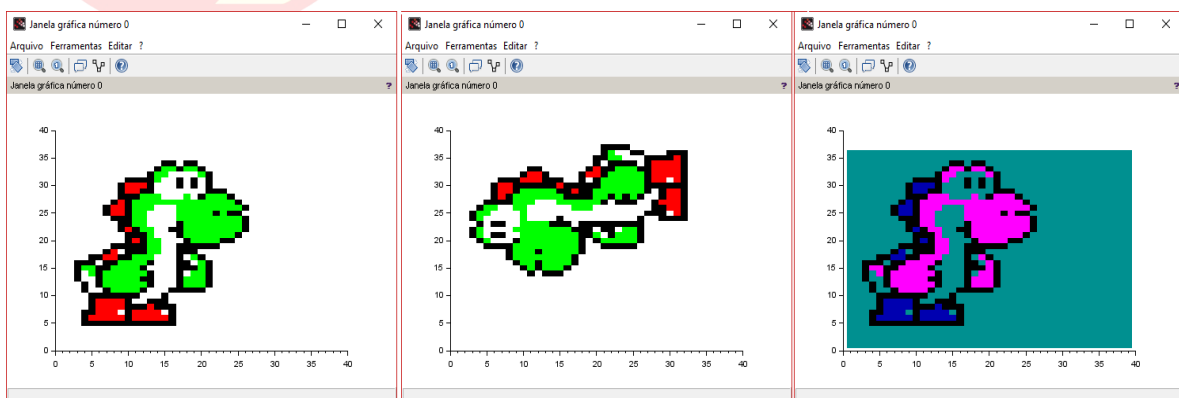 Janela gráfica número 0
Arquivo Ferramentas Editar ?
Janela gráfica número 0 ?
40
35
30
25
20
15
10
5
0
0 5 10 15 20 25 30 35 40
Janela gráfica número 0
Arquivo Ferramentas Editar ?
Janela gráfica número 0 ?
40
35
30
25
20
15
10
5
0
0 5 10 15 20 25 30 35 40
Janela gráfica número 0
Arquivo Ferramentas Editar ?
Janela gráfica número 0 ?
40
35
30
25
20
15
10
5
0
0 5 10 15 20 25 30 35 40